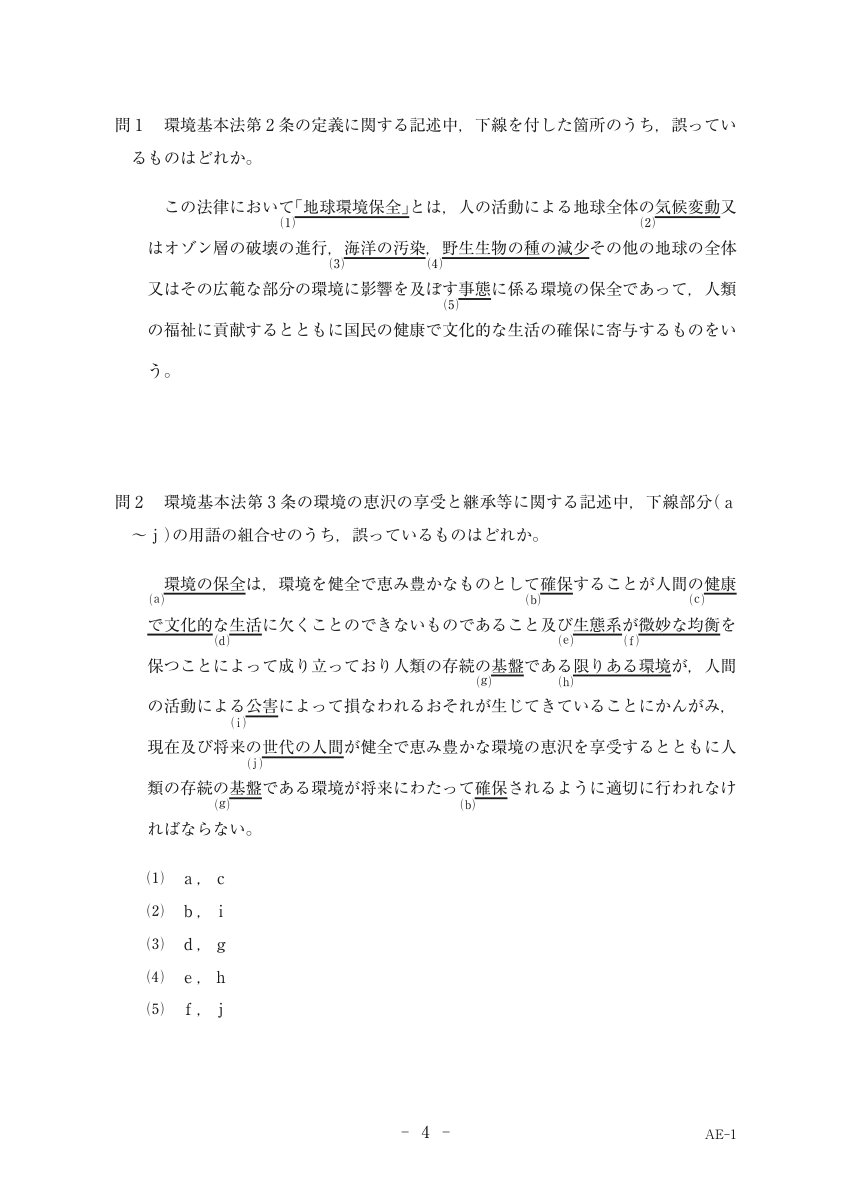 問1 環境基本法第2条の定義に関する記述中，下線を付した箇所のうち，誤ってい
るものはどれか。
この法律において「地球環境保全」とは，人の活動による地球全体の気候変動又
(1) (2)
はオゾン層の破壊の進行，海洋の汚染，野生生物の種の減少その他の地球の全体
(3) (4)
又はその広範な部分の環境に影響を及ぼす事態に係る環境の保全であって，人類
(5)
の福祉に貢献するとともに国民の健康で文化的な生活の確保に寄与するものをい
う。
問2 環境基本法第3条の環境の恵沢の享受と継承等に関する記述中，下線部分(a
～j)の用語の組合せのうち，誤っているものはどれか。
環境の保全は，環境を健全で恵み豊かなものとして確保することが人間の健康
(a) (b) (c)
で文化的な生活に欠くことのできないものであること及び生態系が微妙な均衡を
(d) (e) (f)
保つことによって成り立っており人類の存続の基盤である限りある環境が，人間
(g) (h)
の活動による公害によって損なわれるおそれが生じてきていることにかんがみ，
(i)
現在及び将来の世代の人間が健全で恵み豊かな環境の恵沢を享受するとともに人
(j)
類の存続の基盤である環境が将来にわたって確保されるように適切に行われなけ
(g) (b)
ればならない。
(1) a，c
(2) b，i
(3) d，g
(4) e，h
(5) f，j
－ 4 －
AE-1